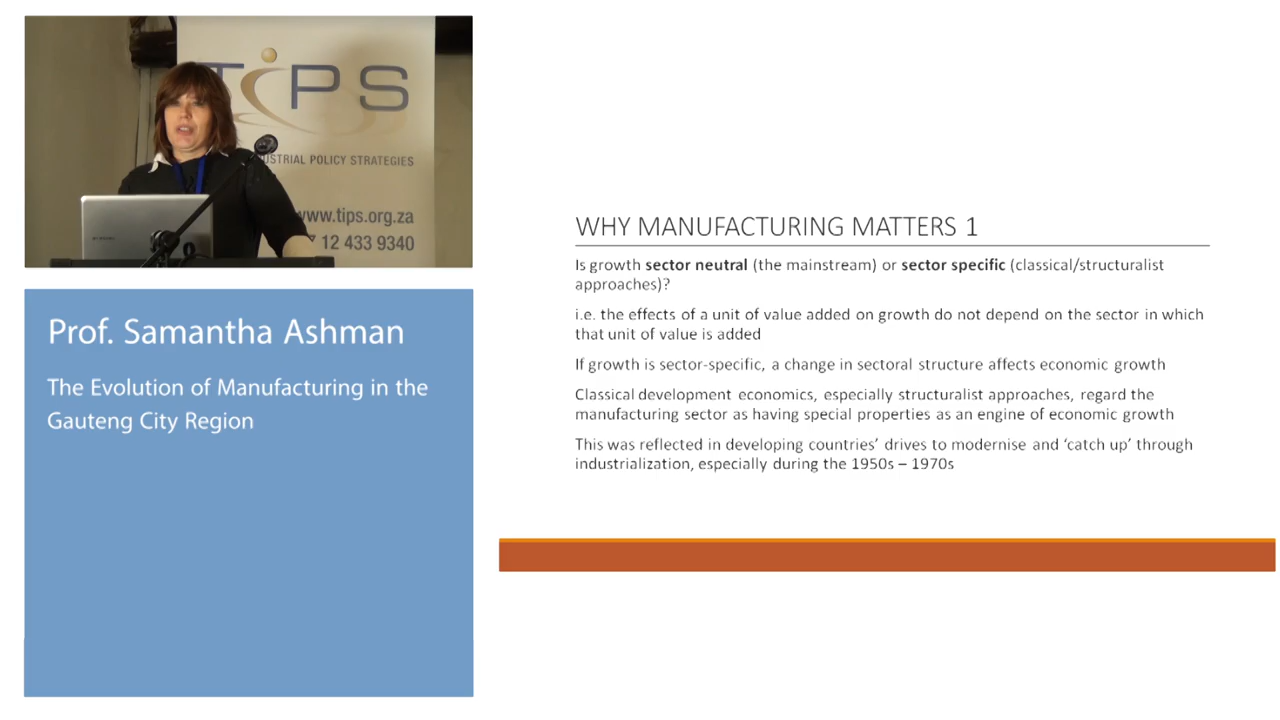 TiPS
USTRIAL POLICY STRATEGIES
www.tips.org.za
7 12 433 9340
Prof. Samantha Ashman
The Evolution of Manufacturing in the
Gauteng City Region
WHY MANUFACTURING MATTERS 1
Is growth sector neutral (the mainstream) or sector specific (classical/structuralist
approaches)?
i.e. the effects of a unit of value added on growth do not depend on the sector in which
that unit of value is added
If growth is sector-specific, a change in sectoral structure affects economic growth
Classical development economics, especially structuralist approaches, regard the
manufacturing sector as having special properties as an engine of economic growth
This was reflected in developing countries’ drives to modernise and ‘catch up’ through
industrialization, especially during the 1950s – 1970s